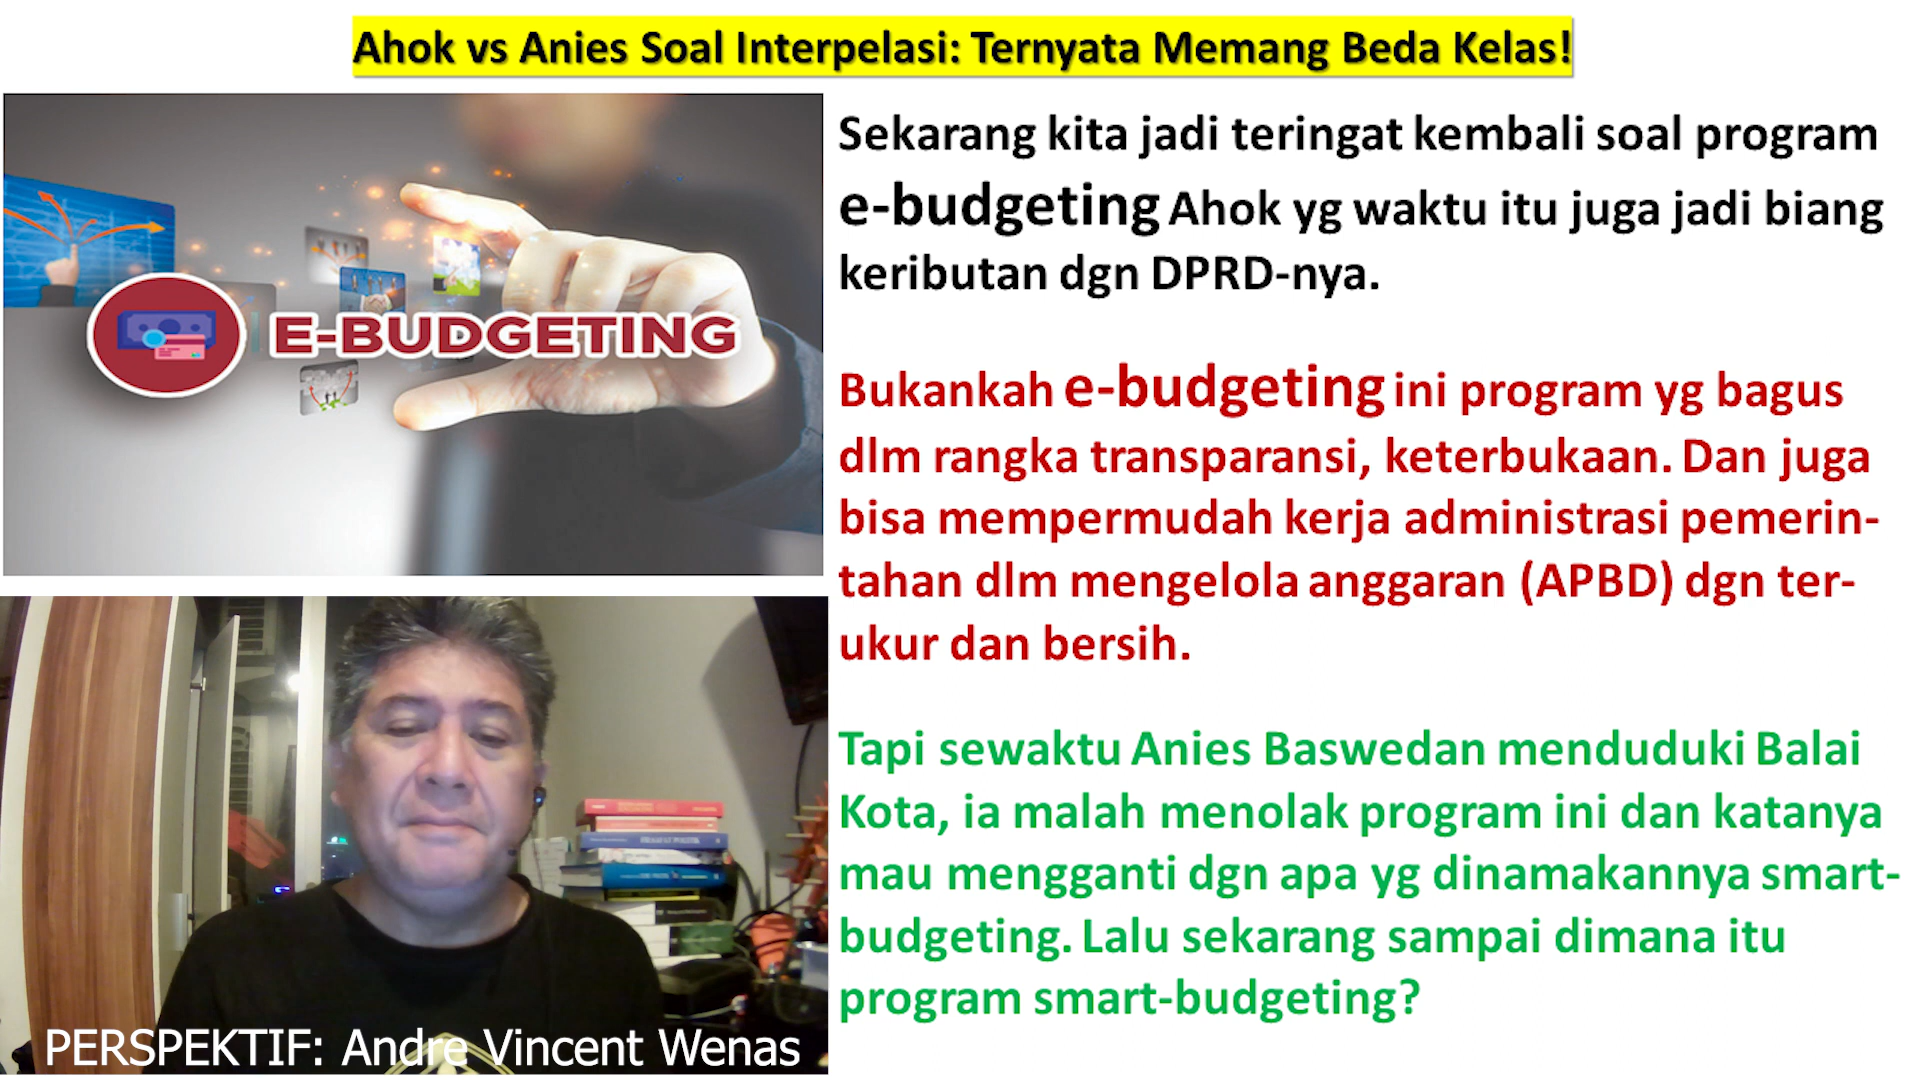 Ahok vs Anies Soal Interpelasi: Ternyata Memang Beda Kelas!
E-BUDGETING
Sekarang kita jadi teringat kembali soal program
e-budgeting Ahok yg waktu itu juga jadi biang
keributan dgn DPRD-nya.
Bukankah e-budgeting ini program yg bagus
dlm rangka transparansi, keterbukaan. Dan juga
bisa mempermudah kerja administrasi pemerin-
tahan dlm mengelola anggaran (APBD) dgn ter-
ukur dan bersih.
Tapi sewaktu Anies Baswedan menduduki Balai
Kota, ia malah menolak program ini dan katanya
mau mengganti dgn apa yg dinamakannya smart-
budgeting. Lalu sekarang sampai dimana itu
program smart-budgeting?
PERSPEKTIF: Andre Vincent Wenas